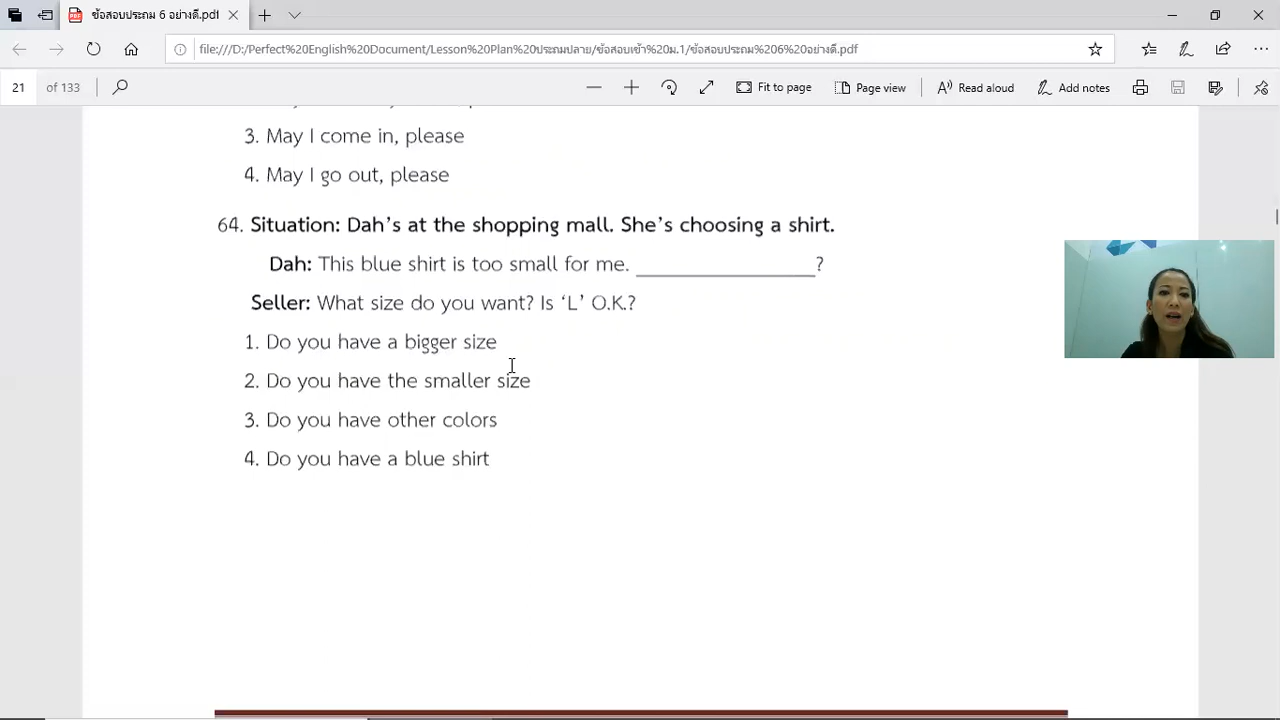 ข้อสอบประถม 6 อย่างดี.pdf
file:///D:/Perfect%20English%20Document/Lesson%20Plan%20ประถมปลาย/ข้อสอบเข้า%20ม.1/ข้อสอบประถม%206%20อย่างดี.pdf
21 of 133 Fit to page Page view Read aloud Add notes
3. May I come in, please
4. May I go out, please
64. Situation: Dah's at the shopping mall. She's choosing a shirt.
Dah: This blue shirt is too small for me. _________________?
Seller: What size do you want? Is 'L' O.K.?
1. Do you have a bigger size
2. Do you have the smaller size
3. Do you have other colors
4. Do you have a blue shirt